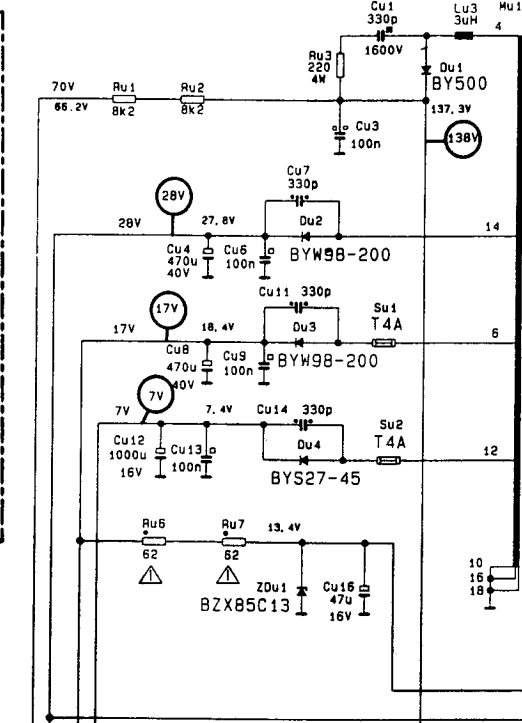 Cu1
330p
1600V
Lu3
3uH
Mu1
4
Ru3
220
4W
Du1
BY500
70V
66.2V
Ru1
8k2
Ru2
8k2
137,3V
138V
Cu3
100n
Cu7
330p
28V
28V
27,8V
Du2
BYW98-200
14
Cu4
470u
40V
Cu6
100n
Cu11 330p
17V
17V
18,4V
Du3
BYW98-200
Su1
T4A
6
Cu8
470u
40V
Cu9
100n
7V
7V
7,4V
Cu14 330p
Du4
BYS27-45
Su2
T4A
12
Cu12
1000u
16V
Cu13
100n
Ru6
62
Ru7
62
13,4V
ZDu1
BZX85C13
Cu16
47u
16V
10
16
18